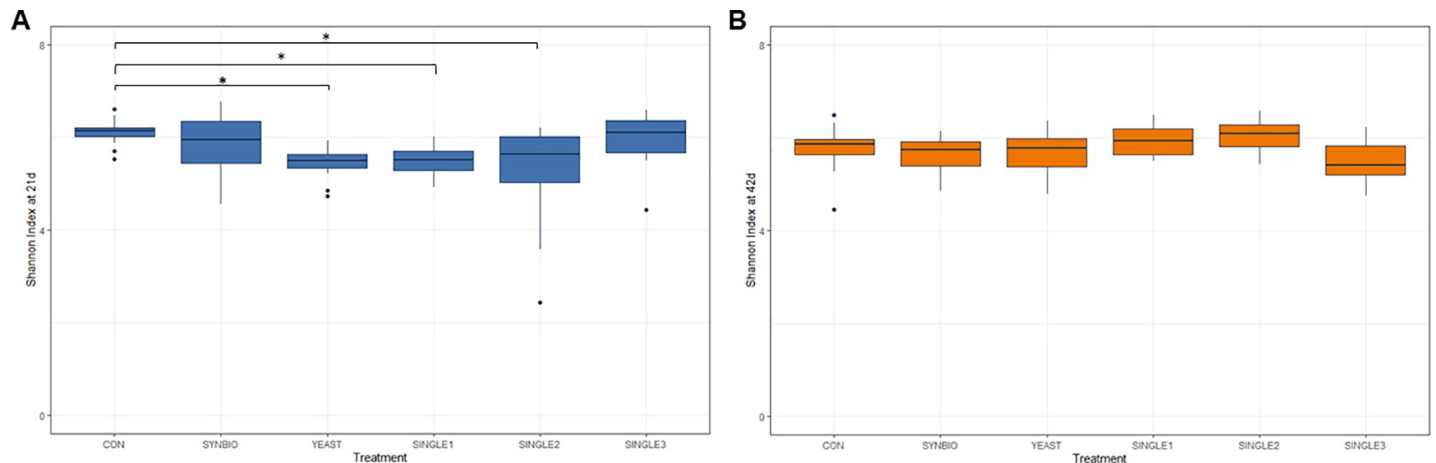 A
8
*
*
*
4
0
Shannon Index at 21d
CON SYNBIO YEAST SINGLE1 SINGLE2 SINGLE3
Treatment
B
8
4
0
Shannon Index at 42d
CON SYNBIO YEAST SINGLE1 SINGLE2 SINGLE3
Treatment